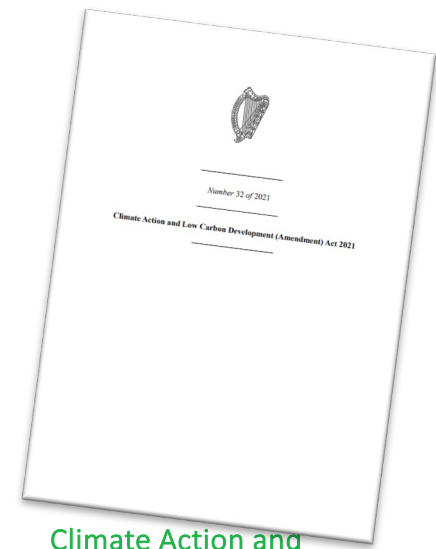 Number 32 of 2021
Climate Action and Low Carbon Development (Amendment) Act 2021
Climate Action and